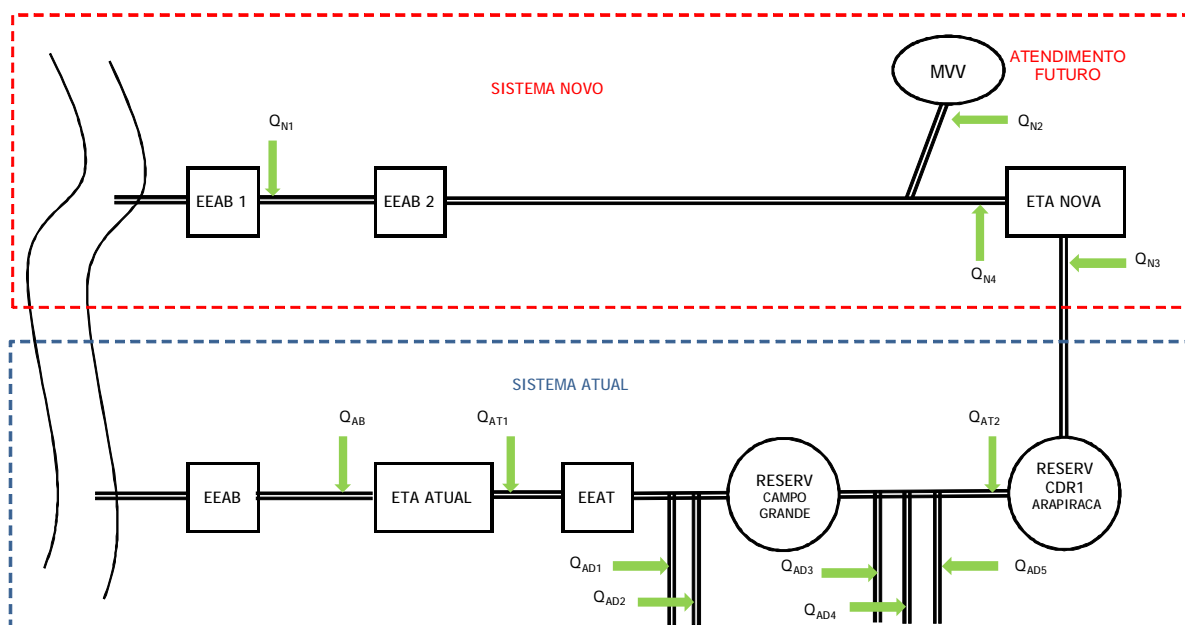 MVV
ATENDIMENTO
FUTURO
SISTEMA NOVO
QN1
QN2
EEAB 1
EEAB 2
ETA NOVA
QN4
QN3
SISTEMA ATUAL
QAB
QAT1
QAT2
EEAB
ETA ATUAL
EEAT
RESERV
CAMPO
GRANDE
RESERV
CDR1
ARAPIRACA
QAD1
QAD2
QAD3
QAD4
QAD5